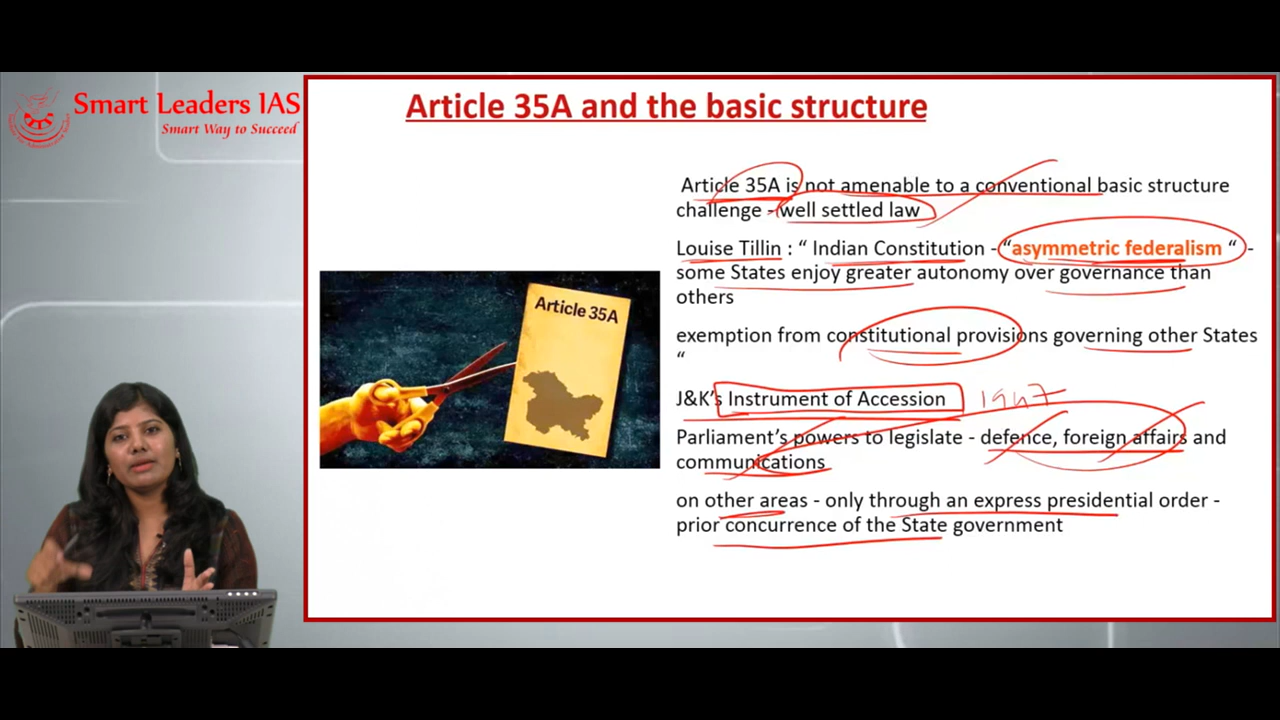 Smart Leaders IAS
Smart Way to Succeed
Article 35A and the basic structure
Article 35A is not amenable to a conventional basic structure
challenge - well settled law
Louise Tillin : “ Indian Constitution - “asymmetric federalism “ -
some States enjoy greater autonomy over governance than
others
exemption from constitutional provisions governing other States
“
J&K’s Instrument of Accession 1947
Parliament’s powers to legislate - defence, foreign affairs and
communications
on other areas - only through an express presidential order -
prior concurrence of the State government
Article 35A